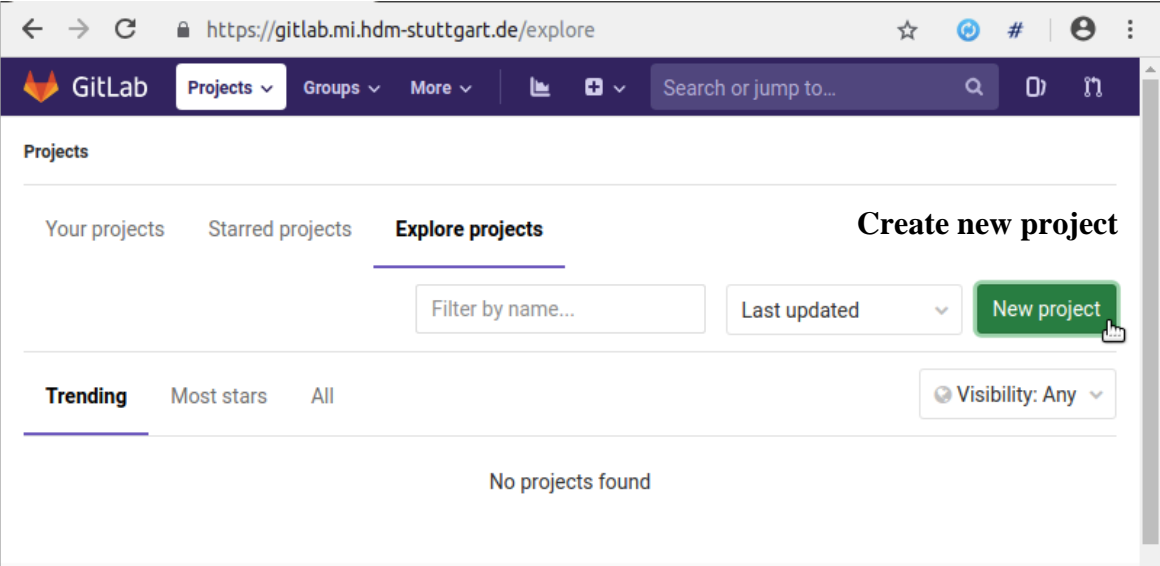 https://gitlab.mi.hdm-stuttgart.de/explore #
GitLab Projects Groups More Search or jump to...
Projects
Your projects Starred projects Explore projects Create new project
Filter by name... Last updated New project
Trending Most stars All Visibility: Any
No projects found